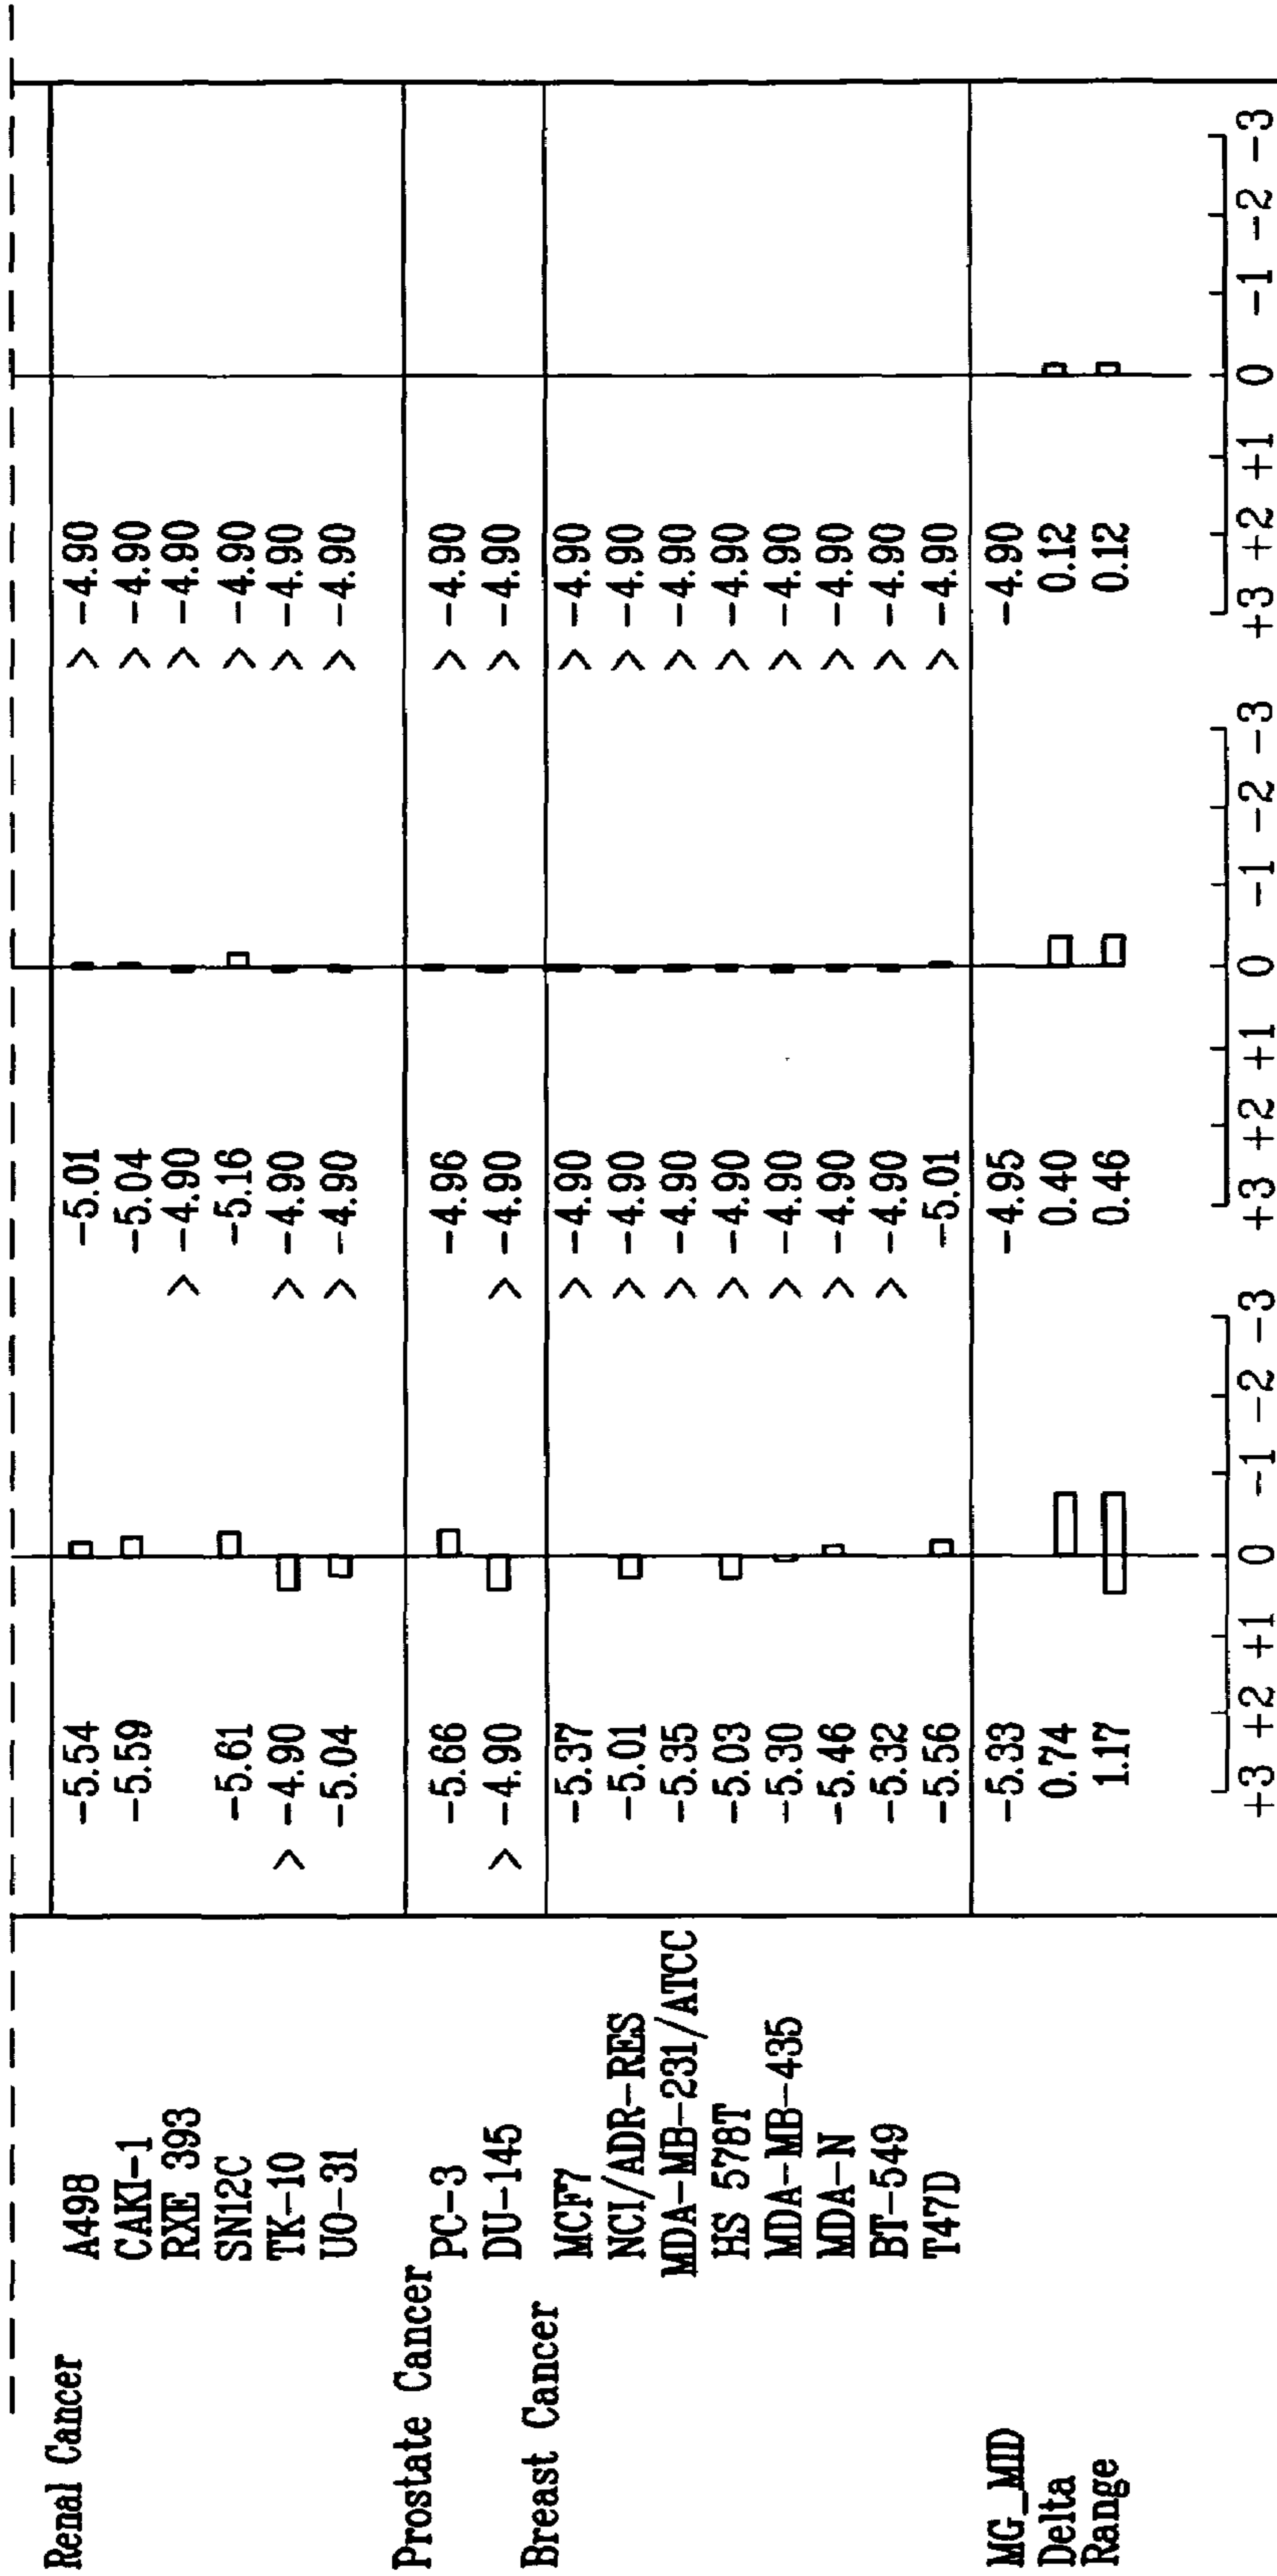 Renal Cancer
A498 -5.54 -5.01 > -4.90
CAKI-1 -5.59 -5.04 > -4.90
RXE 393 > -4.90 > -4.90
SN12C -5.61 -5.16 > -4.90
TK-10 > -4.90 > -4.90 > -4.90
UO-31 -5.04 > -4.90 > -4.90
Prostate Cancer
PC-3 -5.66 -4.96 > -4.90
DU-145 > -4.90 > -4.90 > -4.90
Breast Cancer
MCF7 -5.37 > -4.90 > -4.90
NCI/ADR-RES -5.01 > -4.90 > -4.90
MDA-MB-231/ATCC -5.35 > -4.90 > -4.90
HS 578T -5.03 > -4.90 > -4.90
MDA-MB-435 -5.30 > -4.90 > -4.90
MDA-N -5.46 > -4.90 > -4.90
BT-549 -5.32 > -4.90 > -4.90
T47D -5.56 -5.01 > -4.90
MG_MID -5.33 -4.95 -4.90
Delta 0.74 0.40 0.12
Range 1.17 0.46 0.12
+3 +2 +1 0 -1 -2 -3 +3 +2 +1 0 -1 -2 -3 +3 +2 +1 0 -1 -2 -3